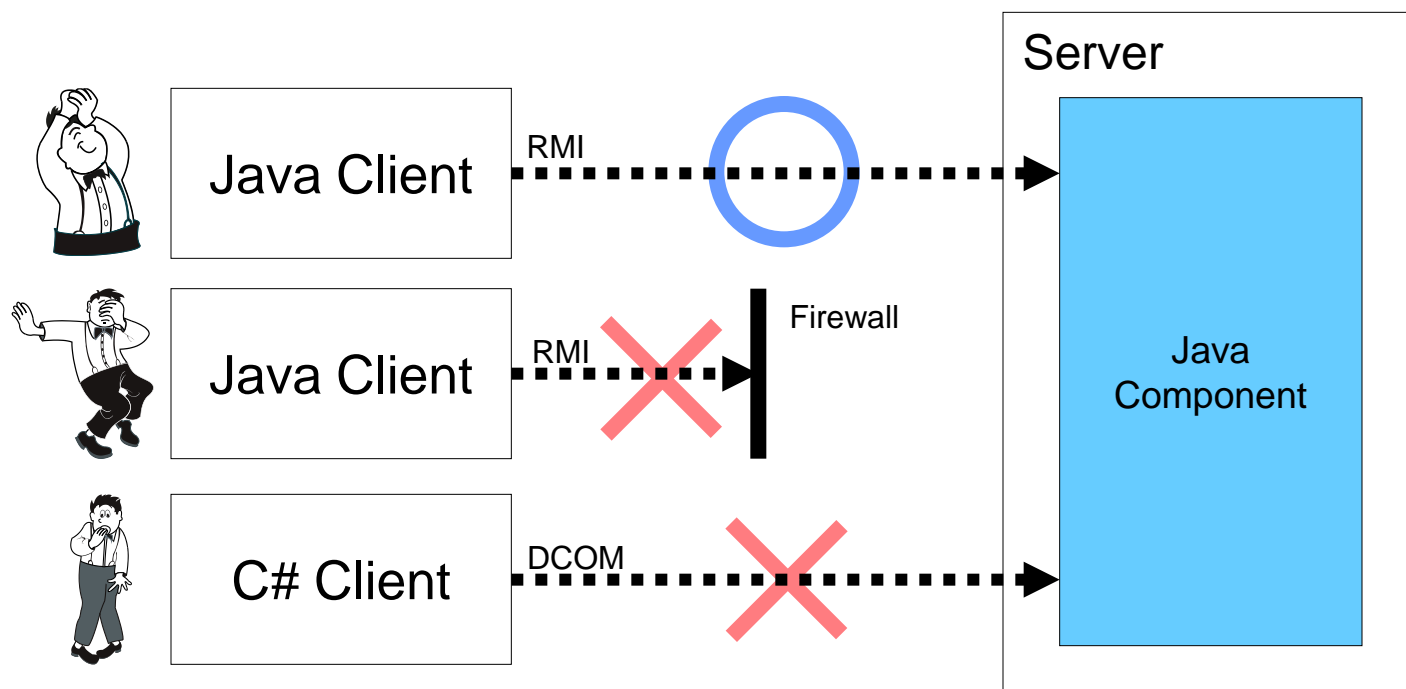 Server
RMI
Java Client
Firewall
RMI
Java Client
Java
Component
DCOM
C# Client